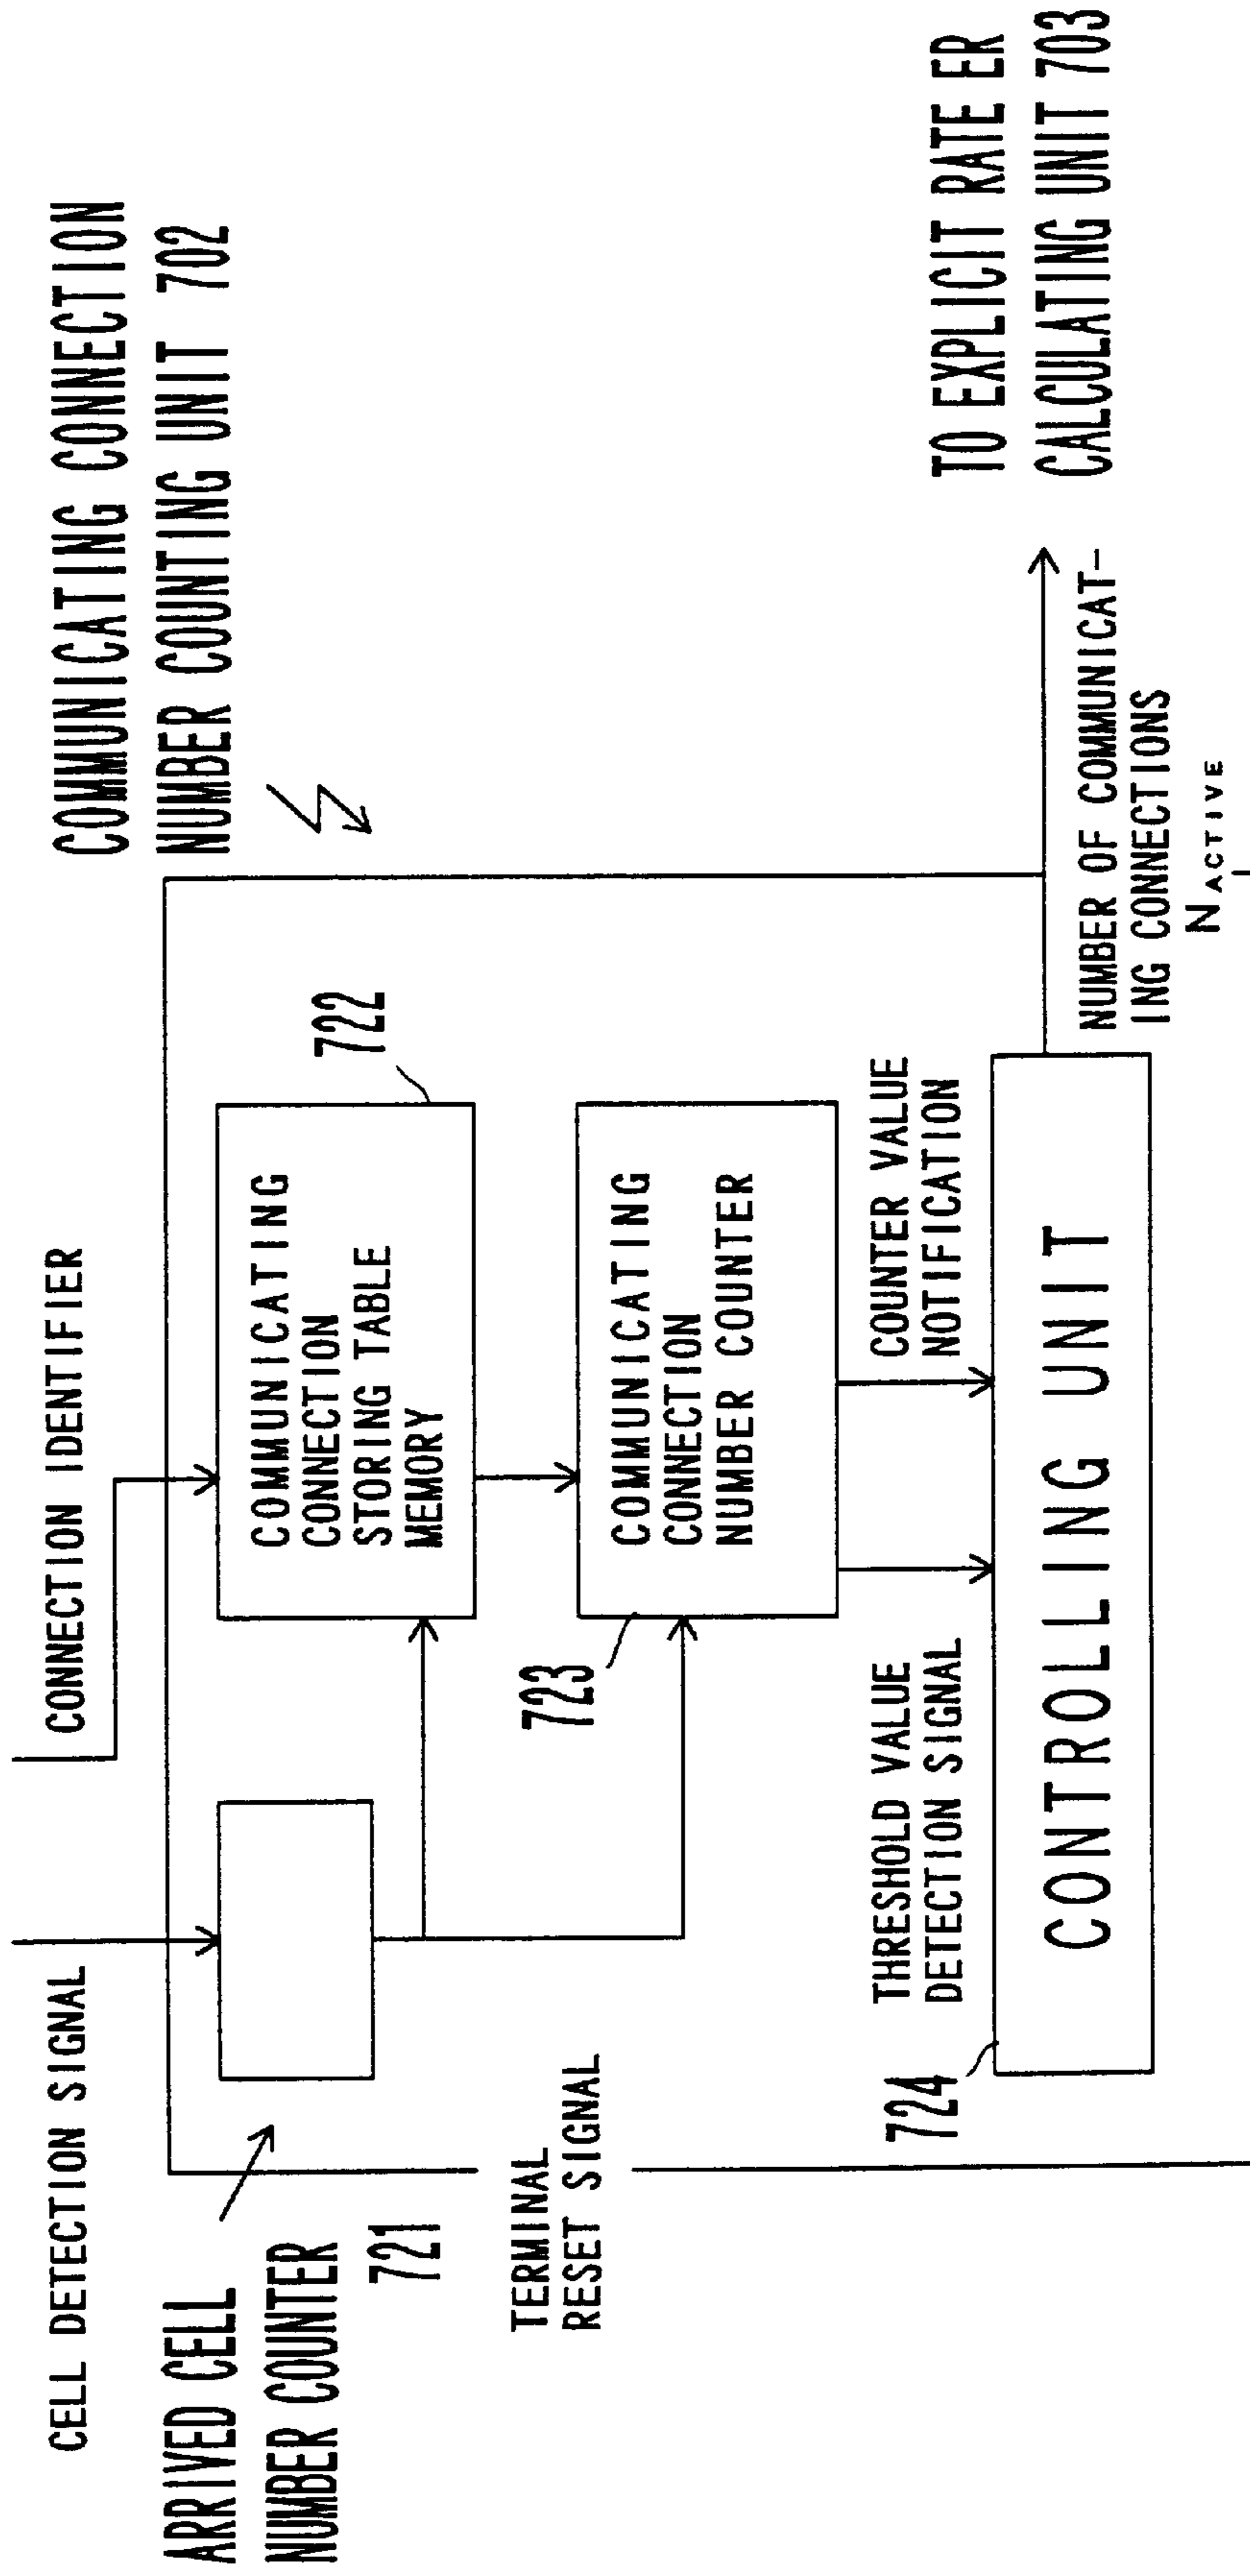 COMMUNICATING CONNECTION
NUMBER COUNTING UNIT 702
CELL DETECTION SIGNAL
CONNECTION IDENTIFIER
ARRIVED CELL
NUMBER COUNTER
721
722
COMMUNICATING
CONNECTION
STORING TABLE
MEMORY
TERMINAL
RESET SIGNAL
723
COMMUNICATING
CONNECTION
NUMBER COUNTER
THRESHOLD VALUE
DETECTION SIGNAL
COUNTER VALUE
NOTIFICATION
724
CONTROLLING UNIT
TO EXPLICIT RATE ER
CALCULATING UNIT 703
NUMBER OF COMMUNICAT-
ING CONNECTIONS
N ACTIVE